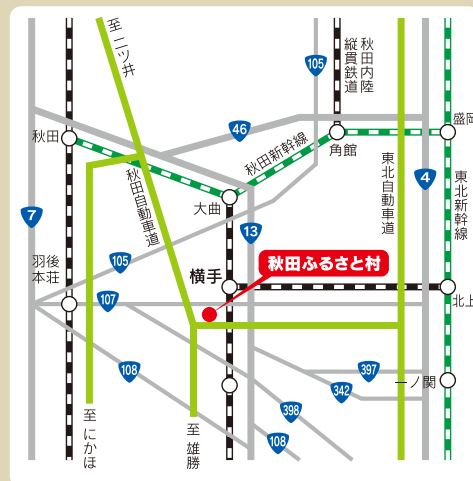 至 二ツ井
秋田内陸
縦貫鉄道
105
盛岡
46
秋田
秋田新幹線
角館
東北自動車道
4
東北新幹線
秋田自動車道
大曲
7
13
105
羽後
本荘
横手
秋田ふるさと村
107
北上
108
397
一ノ関
342
398
108
至 にかほ
至 雄勝